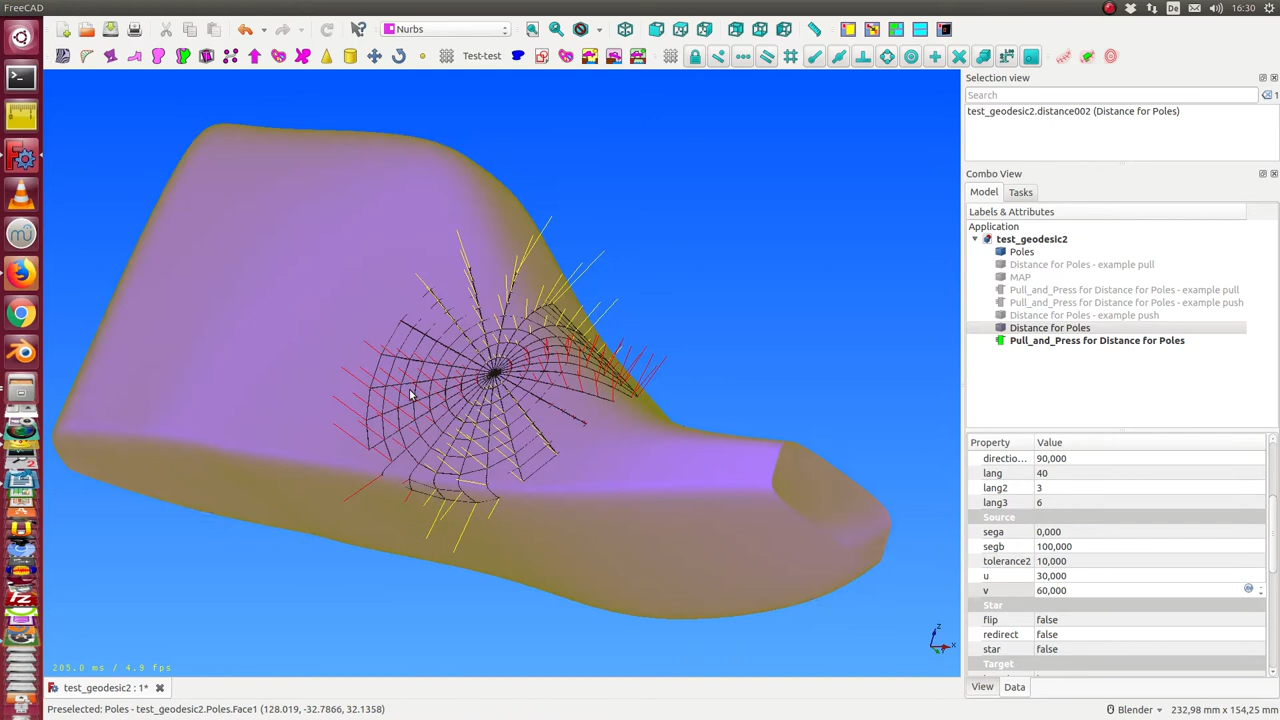 FreeCAD
De
16:30
Nurbs
Test-test
Selection view
Search
1
test_geodesic2.distance002 (Distance for Poles)
Combo View
Model
Tasks
Labels & Attributes
Application
test_geodesic2
Poles
Distance for Poles - example pull
MAP
Pull_and_Press for Distance for Poles - example pull
Pull_and_Press for Distance for Poles - example push
Distance for Poles - example push
Distance for Poles
Pull_and_Press for Distance for Poles
Property
Value
directio... 90,000
lang 40
lang2 3
lang3 6
Source
sega 0,000
segb 100,000
tolerance2 10,000
u 30,000
v 60,000
Star
flip false
redirect false
star false
Target
View
Data
z
x
205.0 ms / 4.9 fps
test_geodesic2 : 1*
Preselected: Poles - test_geodesic2.Poles.Face1 (128.019, -32.7866, 32.1358)
Blender
232,98 mm x 154,25 mm